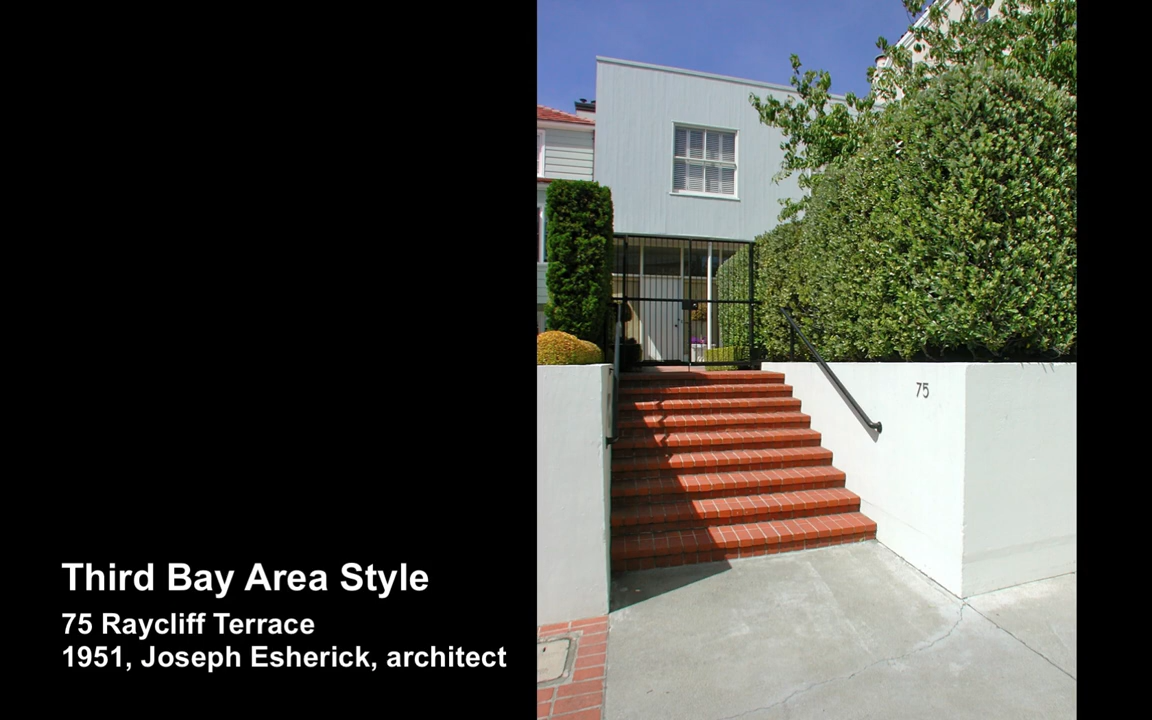 Third Bay Area Style
75 Raycliff Terrace
1951, Joseph Esherick, architect
75